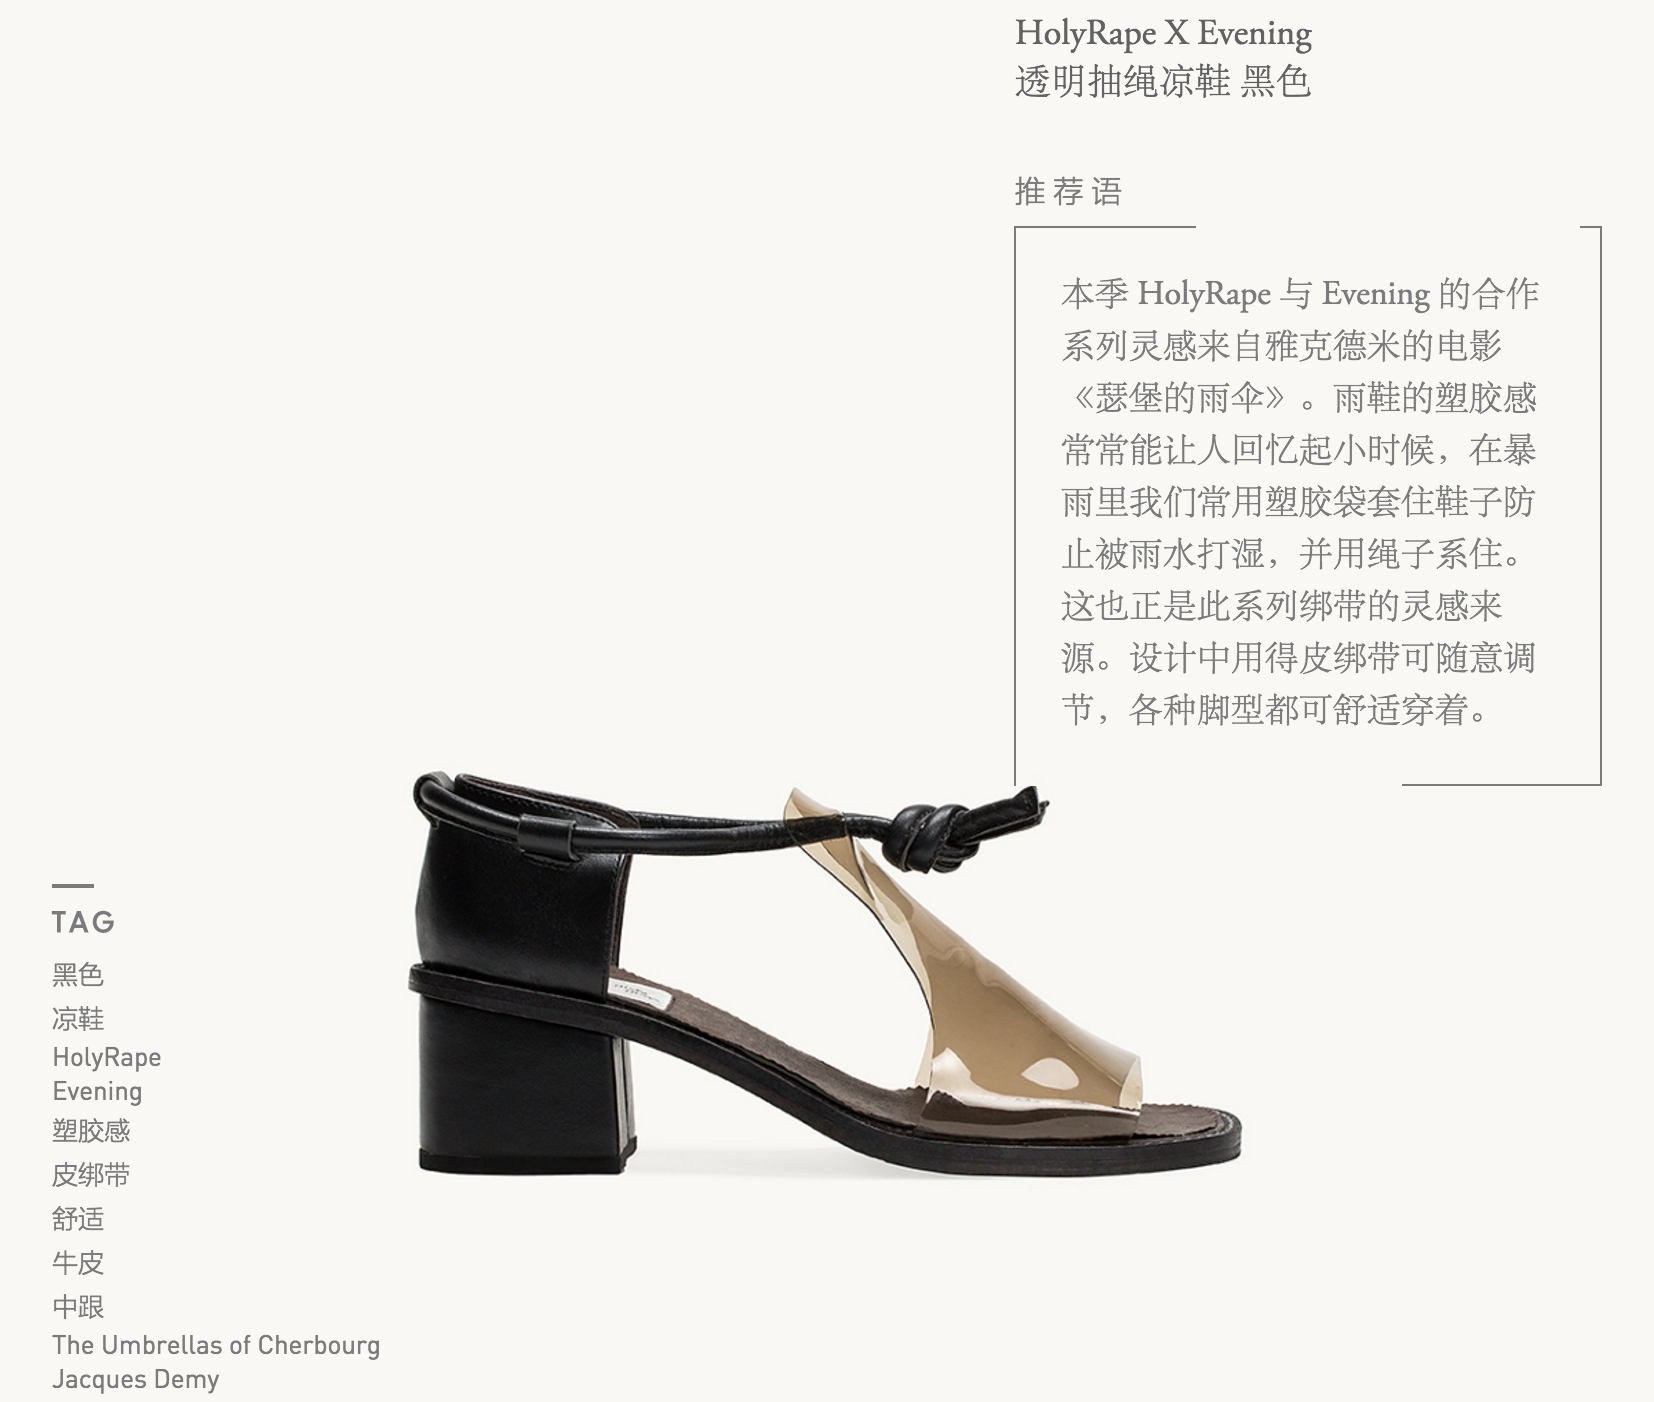 HolyRape X Evening
透明抽绳凉鞋 黑色
推荐语
本季 HolyRape 与 Evening 的合作
系列灵感来自雅克德米的电影
《瑟堡的雨伞》。雨鞋的塑胶感
常常能让人回忆起小时候，在暴
雨里我们常用塑胶袋套住鞋子防
止被雨水打湿，并用绳子系住。
这也正是此系列绑带的灵感来
源。设计中用得皮绑带可随意调
节，各种脚型都可舒适穿着。
TAG
黑色
凉鞋
HolyRape
Evening
塑胶感
皮绑带
舒适
牛皮
中跟
The Umbrellas of Cherbourg
Jacques Demy